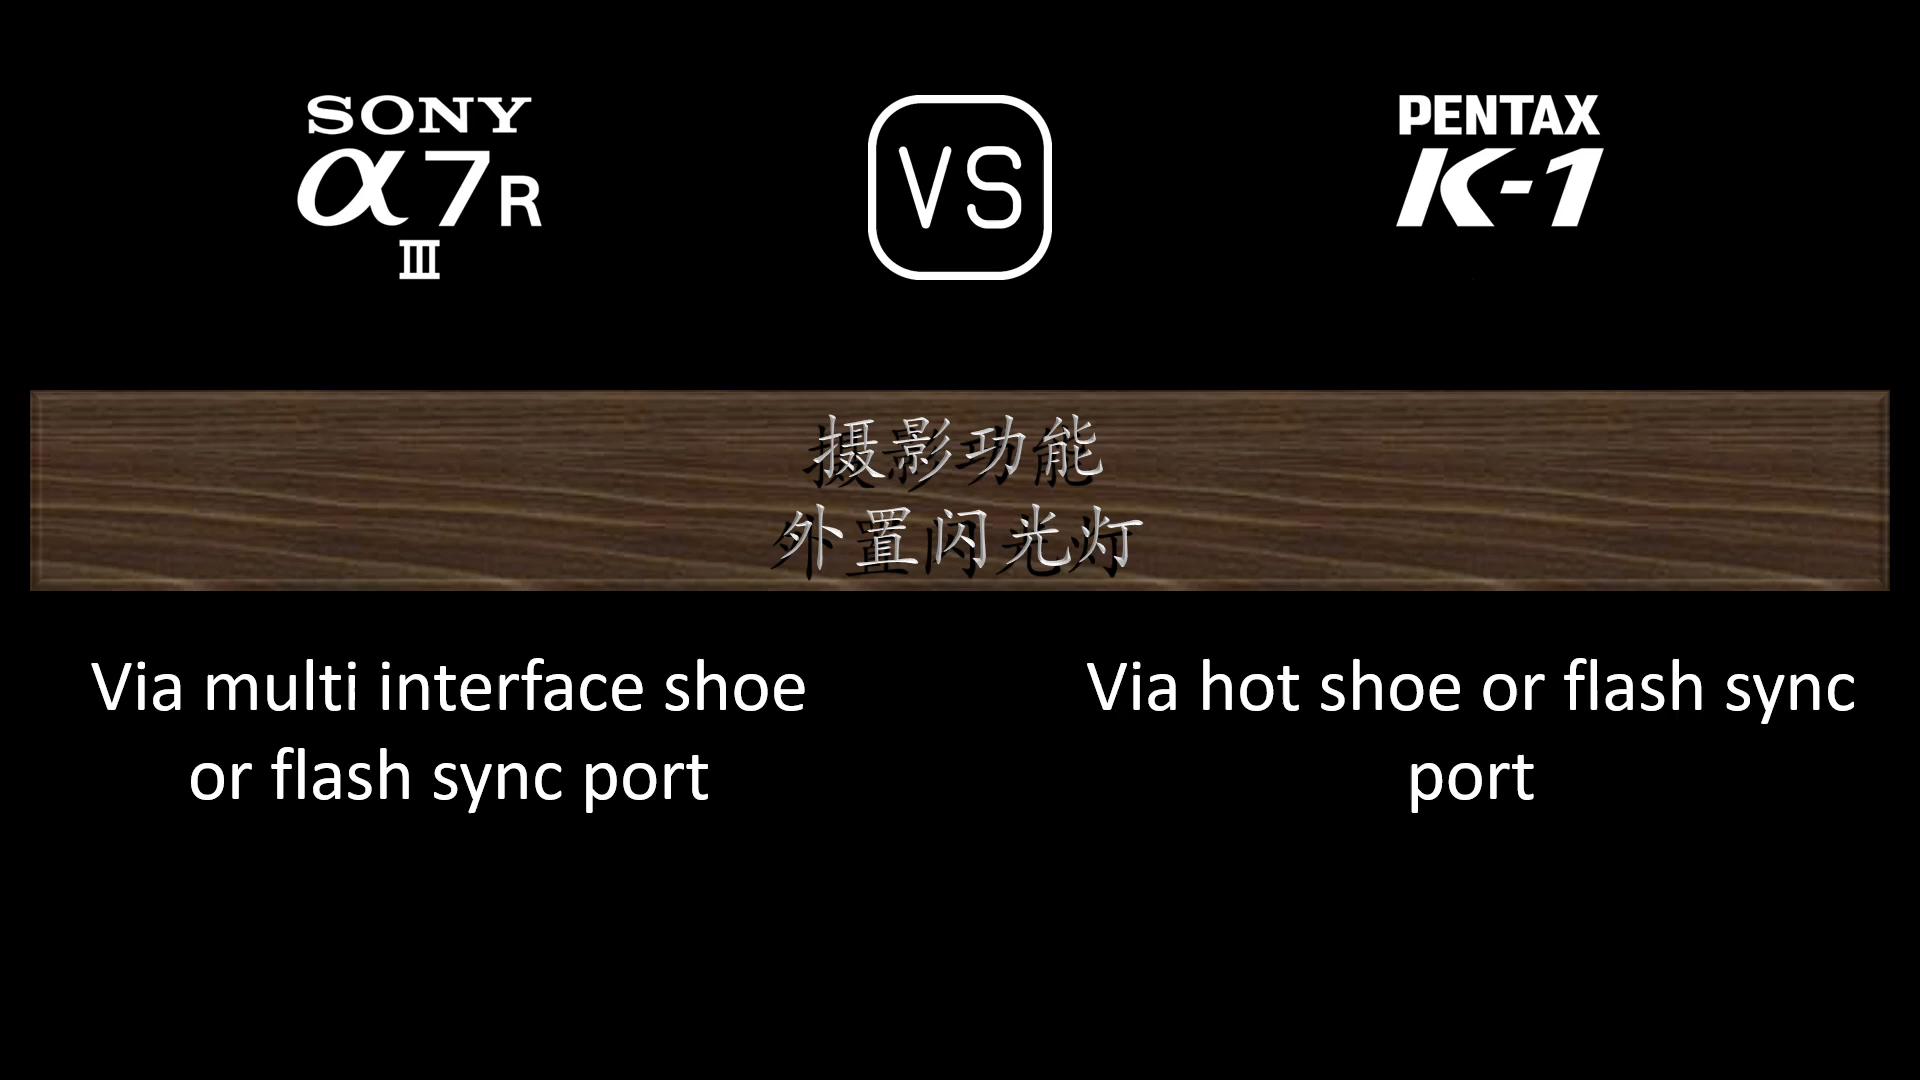 SONY
α7R
III
VS
PENTAX
K-1
摄影功能
外置闪光灯
Via multi interface shoe
or flash sync port
Via hot shoe or flash sync
port